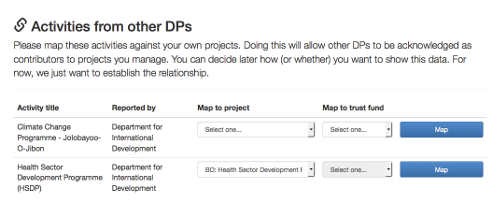 Activities from other DPs
Please map these activities against your own projects. Doing this will allow other DPs to be acknowledged as
contributors to projects you manage. You can decide later how (or whether) you want to show this data. For
now, we just want to establish the relationship.
Activity title Reported by Map to project Map to trust fund
Climate Change Department for Select one... Select one... Map
Programme - Jolobayoo- International
O-Jibon Development
Health Sector Department for BD: Health Sector Development Select one... Map
Development Programme International
(HSDP) Development